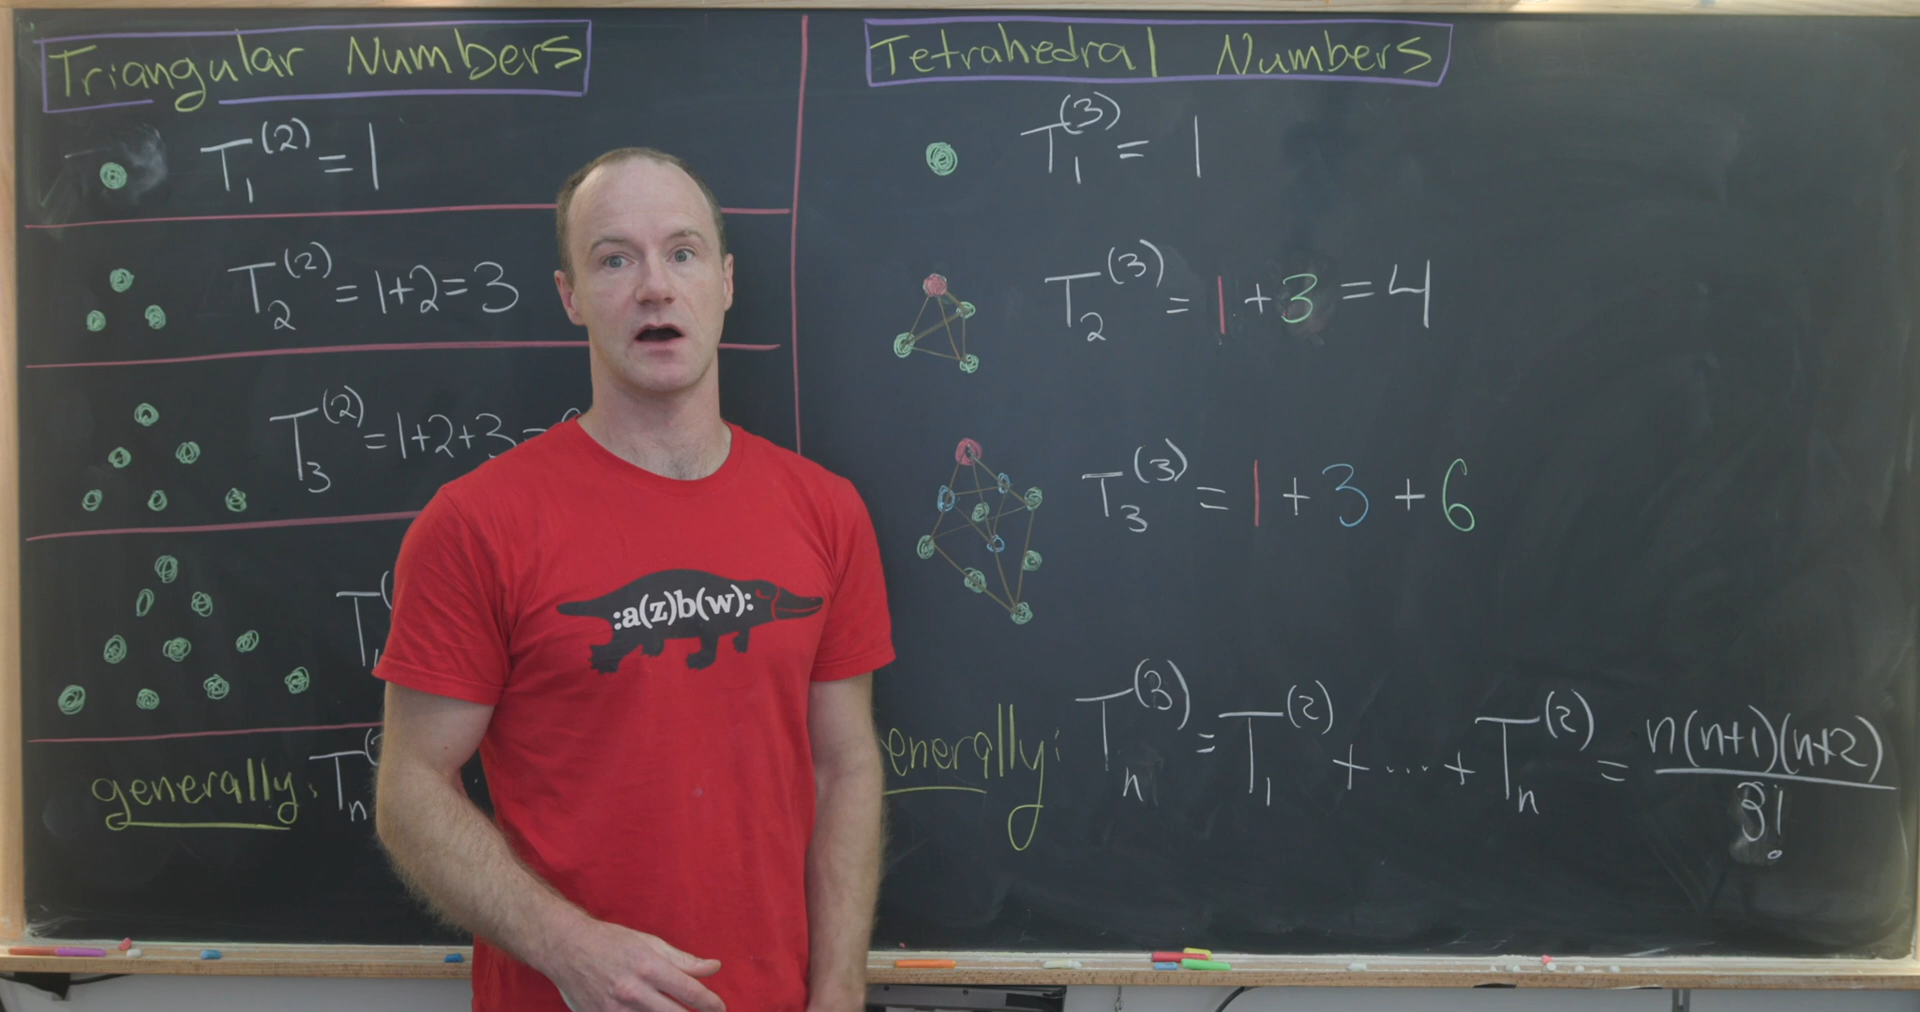 Triangular Numbers
T₁⁽²⁾ = 1
T₂⁽²⁾ = 1+2 = 3
T₃⁽²⁾ = 1+2+3 =
T
generally: Tₙ
Tetrahedral Numbers
T₁⁽³⁾ = 1
T₂⁽³⁾ = 1 + 3 = 4
T₃⁽³⁾ = 1 + 3 + 6
enerally: Tₙ⁽³⁾ = T₁⁽²⁾ + ... + Tₙ⁽²⁾ = n(n+1)(n+2) / 3!
:a(z)b(w):